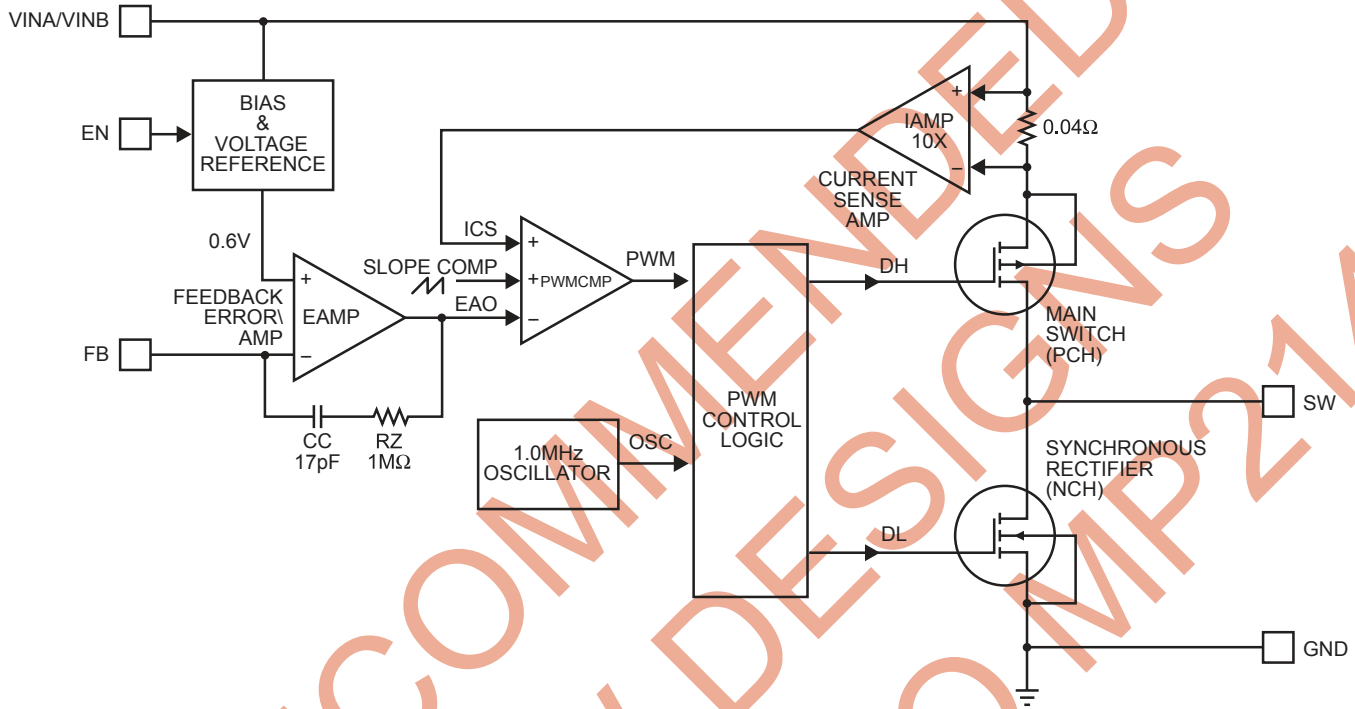 VINA/VINB
BIAS
&
VOLTAGE
REFERENCE
EN
0.6V
FEEDBACK
ERROR\
AMP
+
EAMP
−
FB
CC
17pF
RZ
1MΩ
ICS
SLOPE COMP
EAO
+
+
PWMCMP
−
PWM
1.0MHz
OSCILLATOR
OSC
PWM
CONTROL
LOGIC
+
IAMP
10X
−
CURRENT
SENSE
AMP
0.04Ω
DH
MAIN
SWITCH
(PCH)
SW
SYNCHRONOUS
RECTIFIER
(NCH)
DL
GND
COMMENDED
DESIGNS